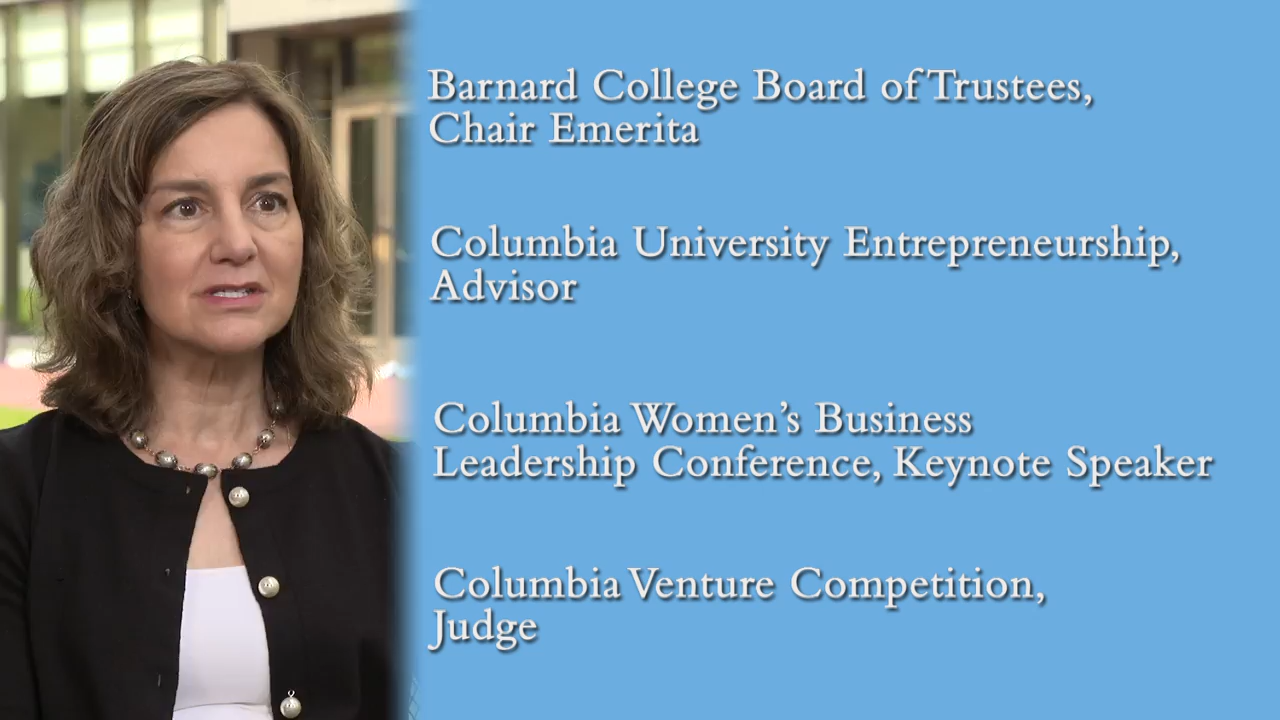 Barnard College Board of Trustees,
Chair Emerita
Columbia University Entrepreneurship,
Advisor
Columbia Women's Business
Leadership Conference, Keynote Speaker
Columbia Venture Competition,
Judge